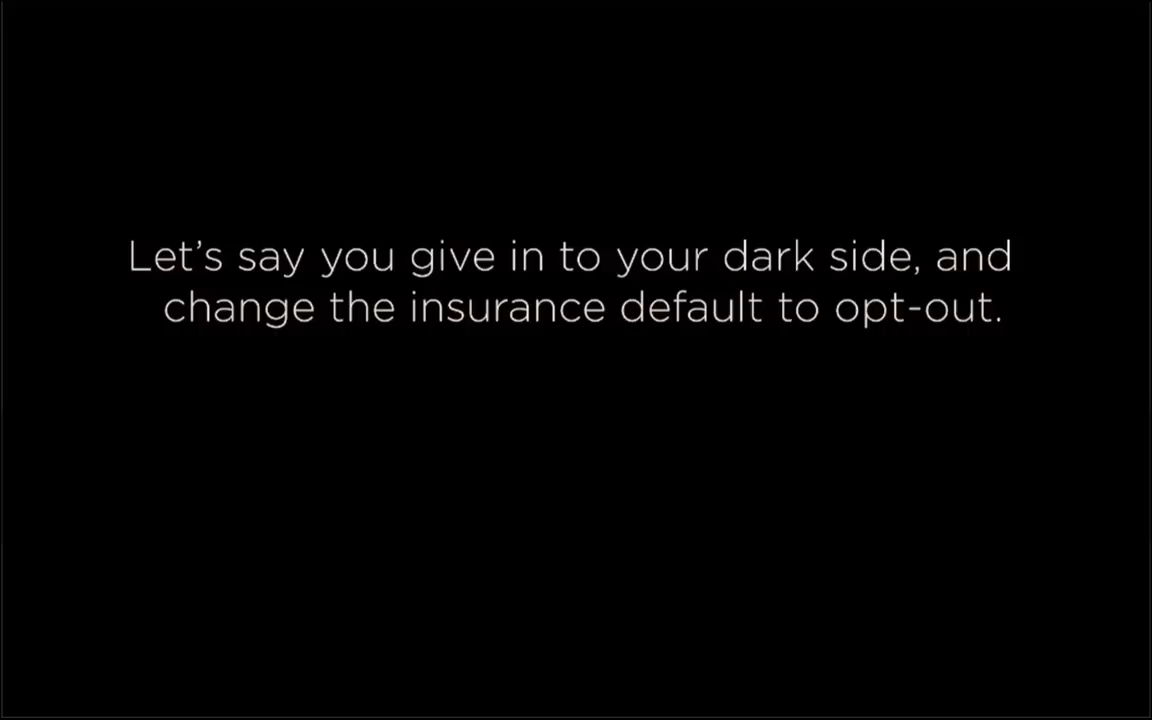 Let’s say you give in to your dark side, and
change the insurance default to opt-out.